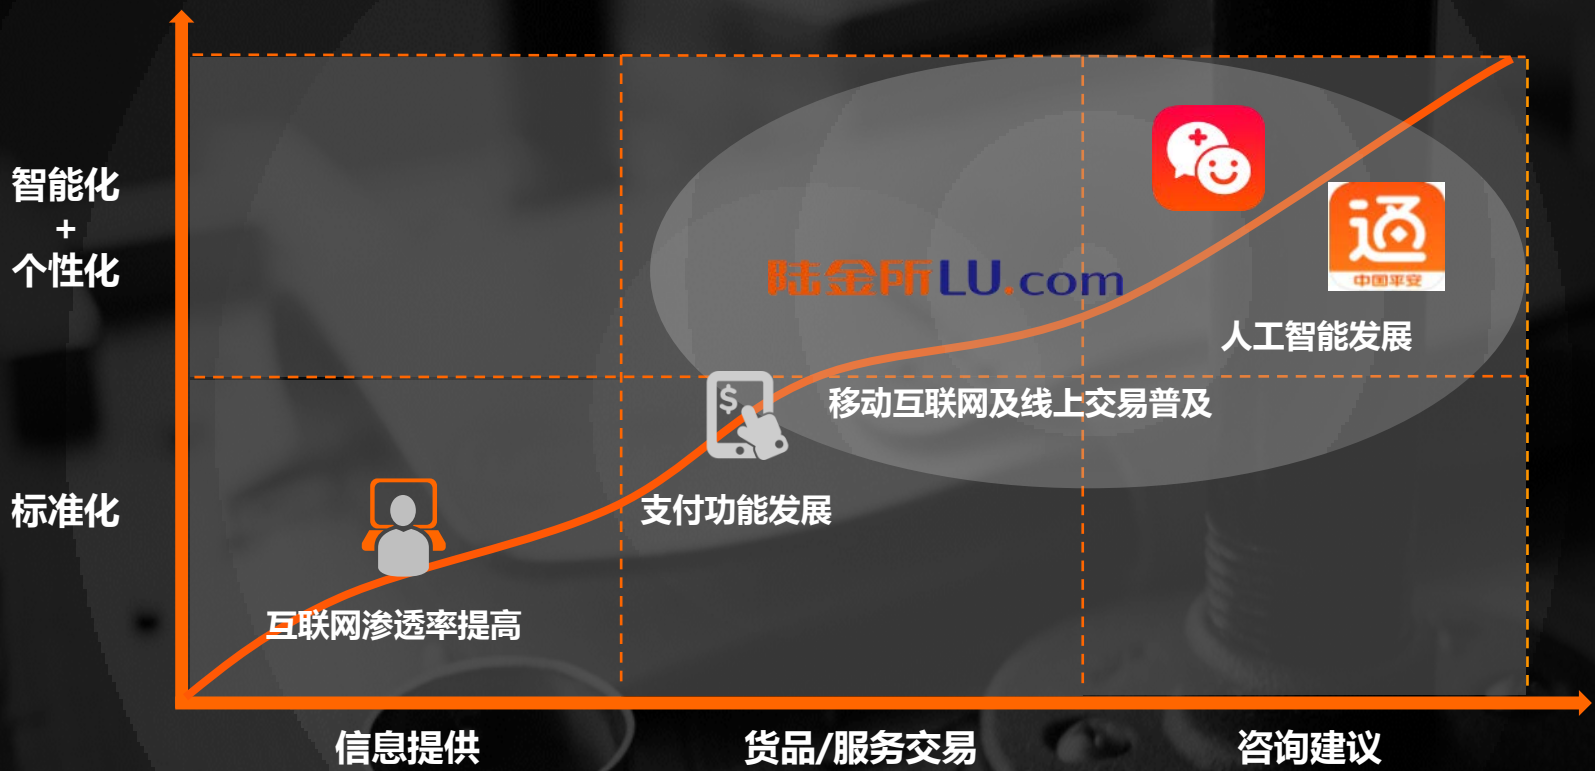 智能化
+
个性化
标准化
$
陆金所LU.com
通
中国平安
人工智能发展
移动互联网及线上交易普及
支付功能发展
互联网渗透率提高
信息提供
货品/服务交易
咨询建议